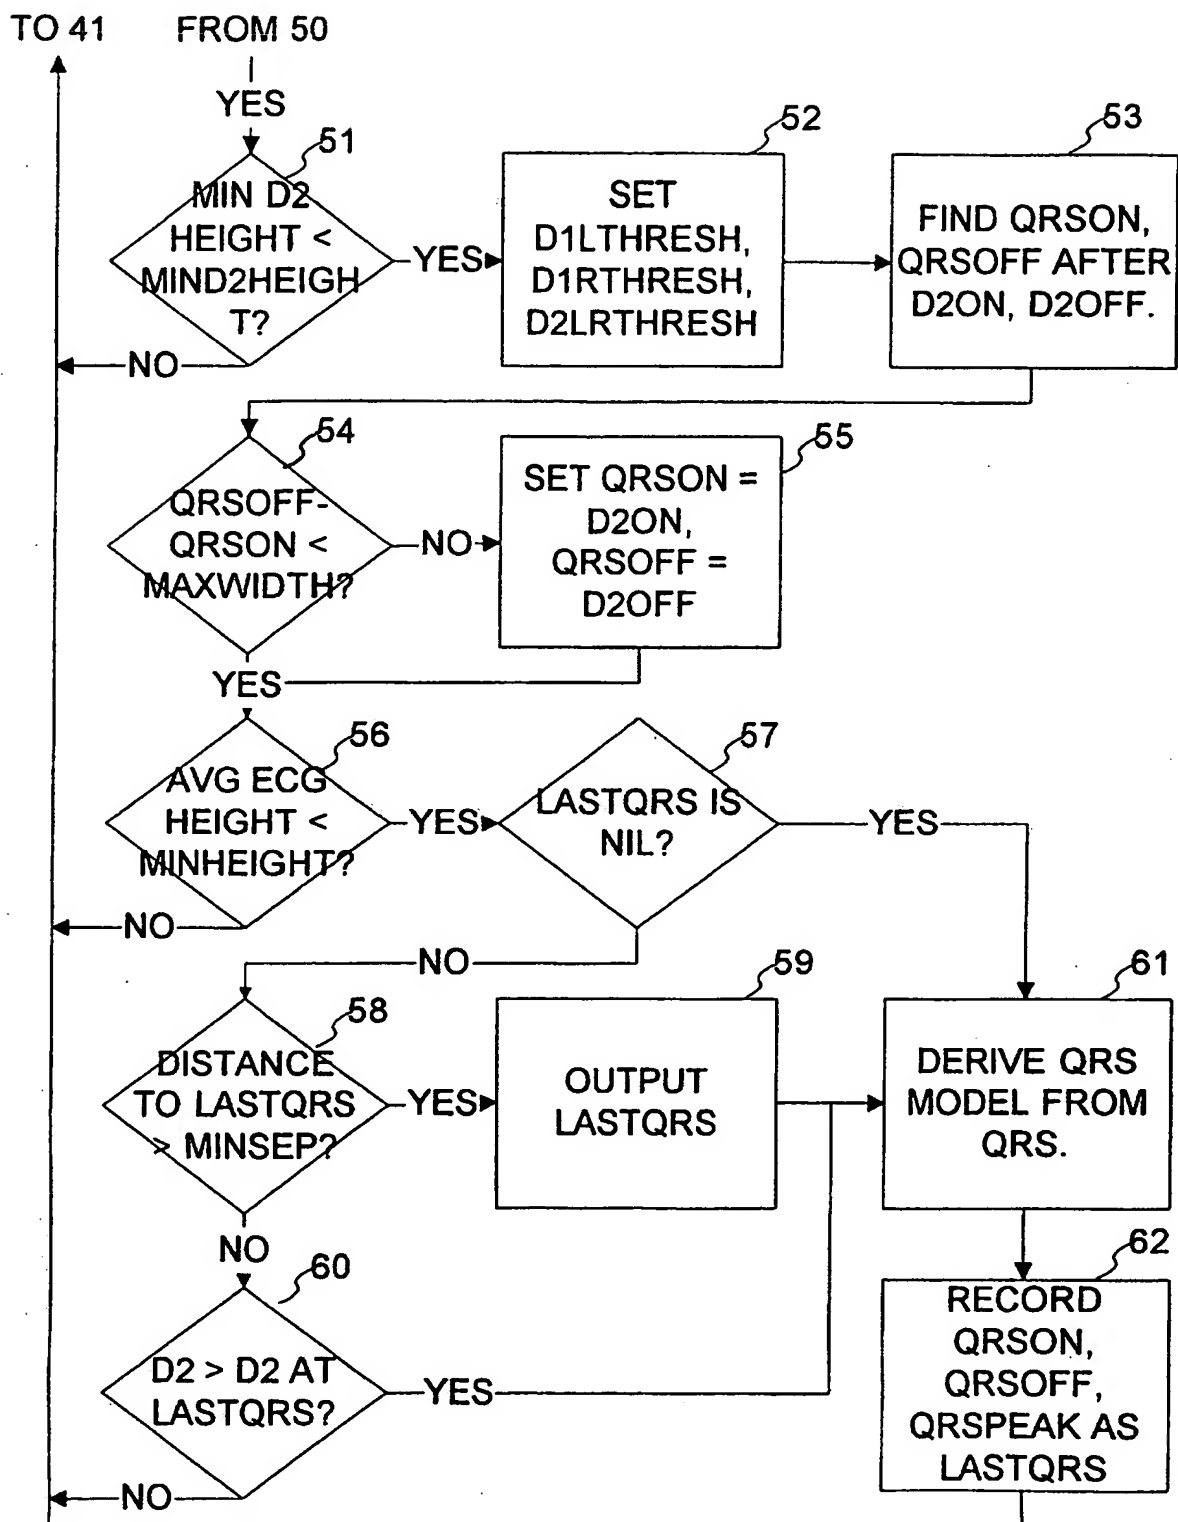 TO 41
FROM 50
YES
51
MIN D2
HEIGHT <
MIND2HEIGH
T?
YES
NO
52
SET
D1LTHRESH,
D1RTHRESH,
D2LRTHRESH
53
FIND QRSON,
QRSOFF AFTER
D2ON, D2OFF.
54
QRSOFF-
QRSON <
MAXWIDTH?
NO
YES
55
SET QRSON =
D2ON,
QRSOFF =
D2OFF
56
AVG ECG
HEIGHT <
MINHEIGHT?
YES
NO
57
LASTQRS IS
NIL?
YES
NO
58
DISTANCE
TO LASTQRS
> MINSEP?
YES
NO
59
OUTPUT
LASTQRS
60
D2 > D2 AT
LASTQRS?
YES
NO
61
DERIVE QRS
MODEL FROM
QRS.
62
RECORD
QRSON,
QRSOFF,
QRSPEAK AS
LASTQRS